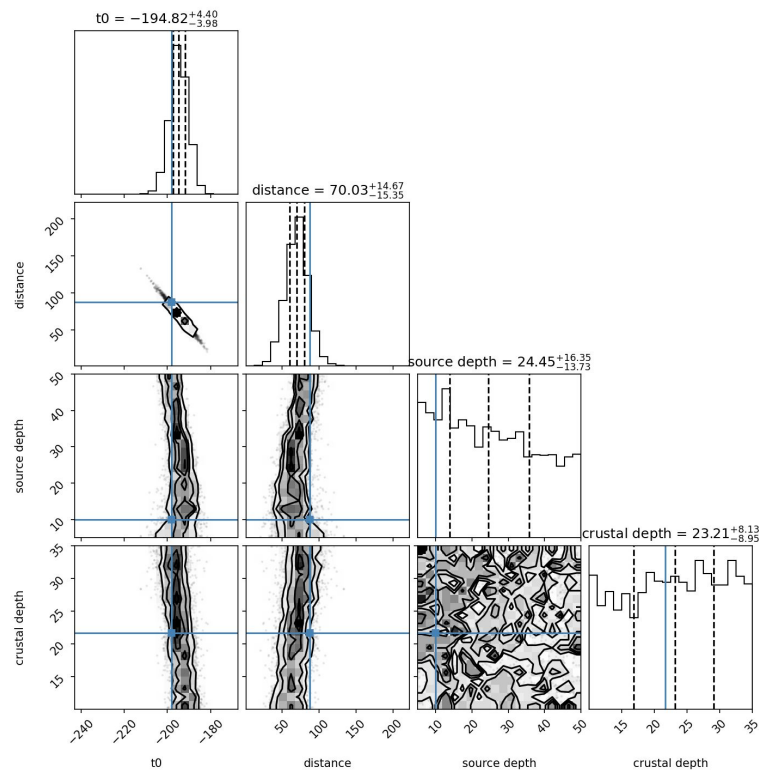 t0 = −194.82+4.40−3.98
distance = 70.03+14.67−15.35
200
150
100
50
distance
source depth = 24.45+16.35−13.73
50
40
30
20
10
source depth
crustal depth = 23.21+8.13−8.95
35
30
25
20
15
crustal depth
−240 −220 −200 −180
50 100 150 200
10 20 30 40 50
15 20 25 30 35
t0 distance source depth crustal depth